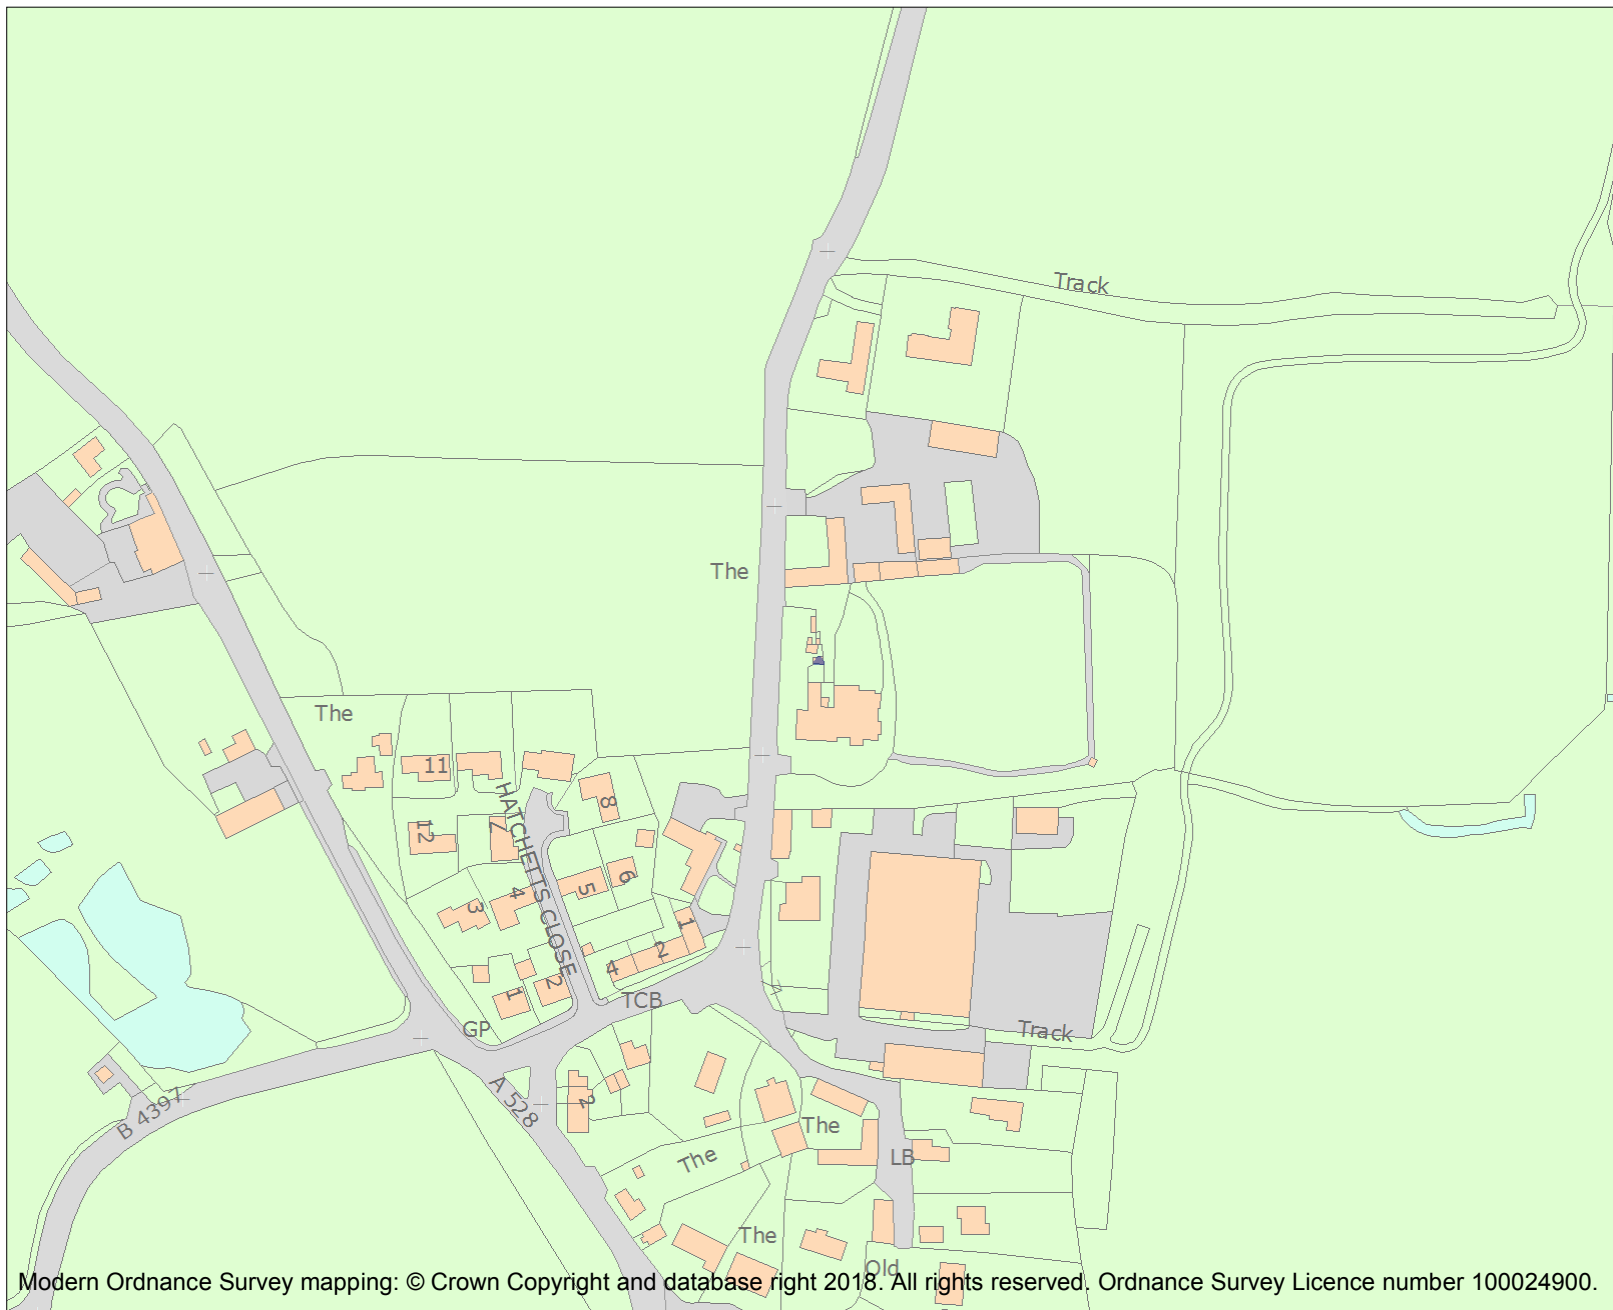 Track
The
The
11
8
12
7
HATCHETTS CLOSE
6
5
4
3
1
2
4
2
1
TCB
GP
Track
A 528
2
B 4397
The
The
LB
The
Old
Modern Ordnance Survey mapping: © Crown Copyright and database right 2018. All rights reserved. Ordnance Survey Licence number 100024900.